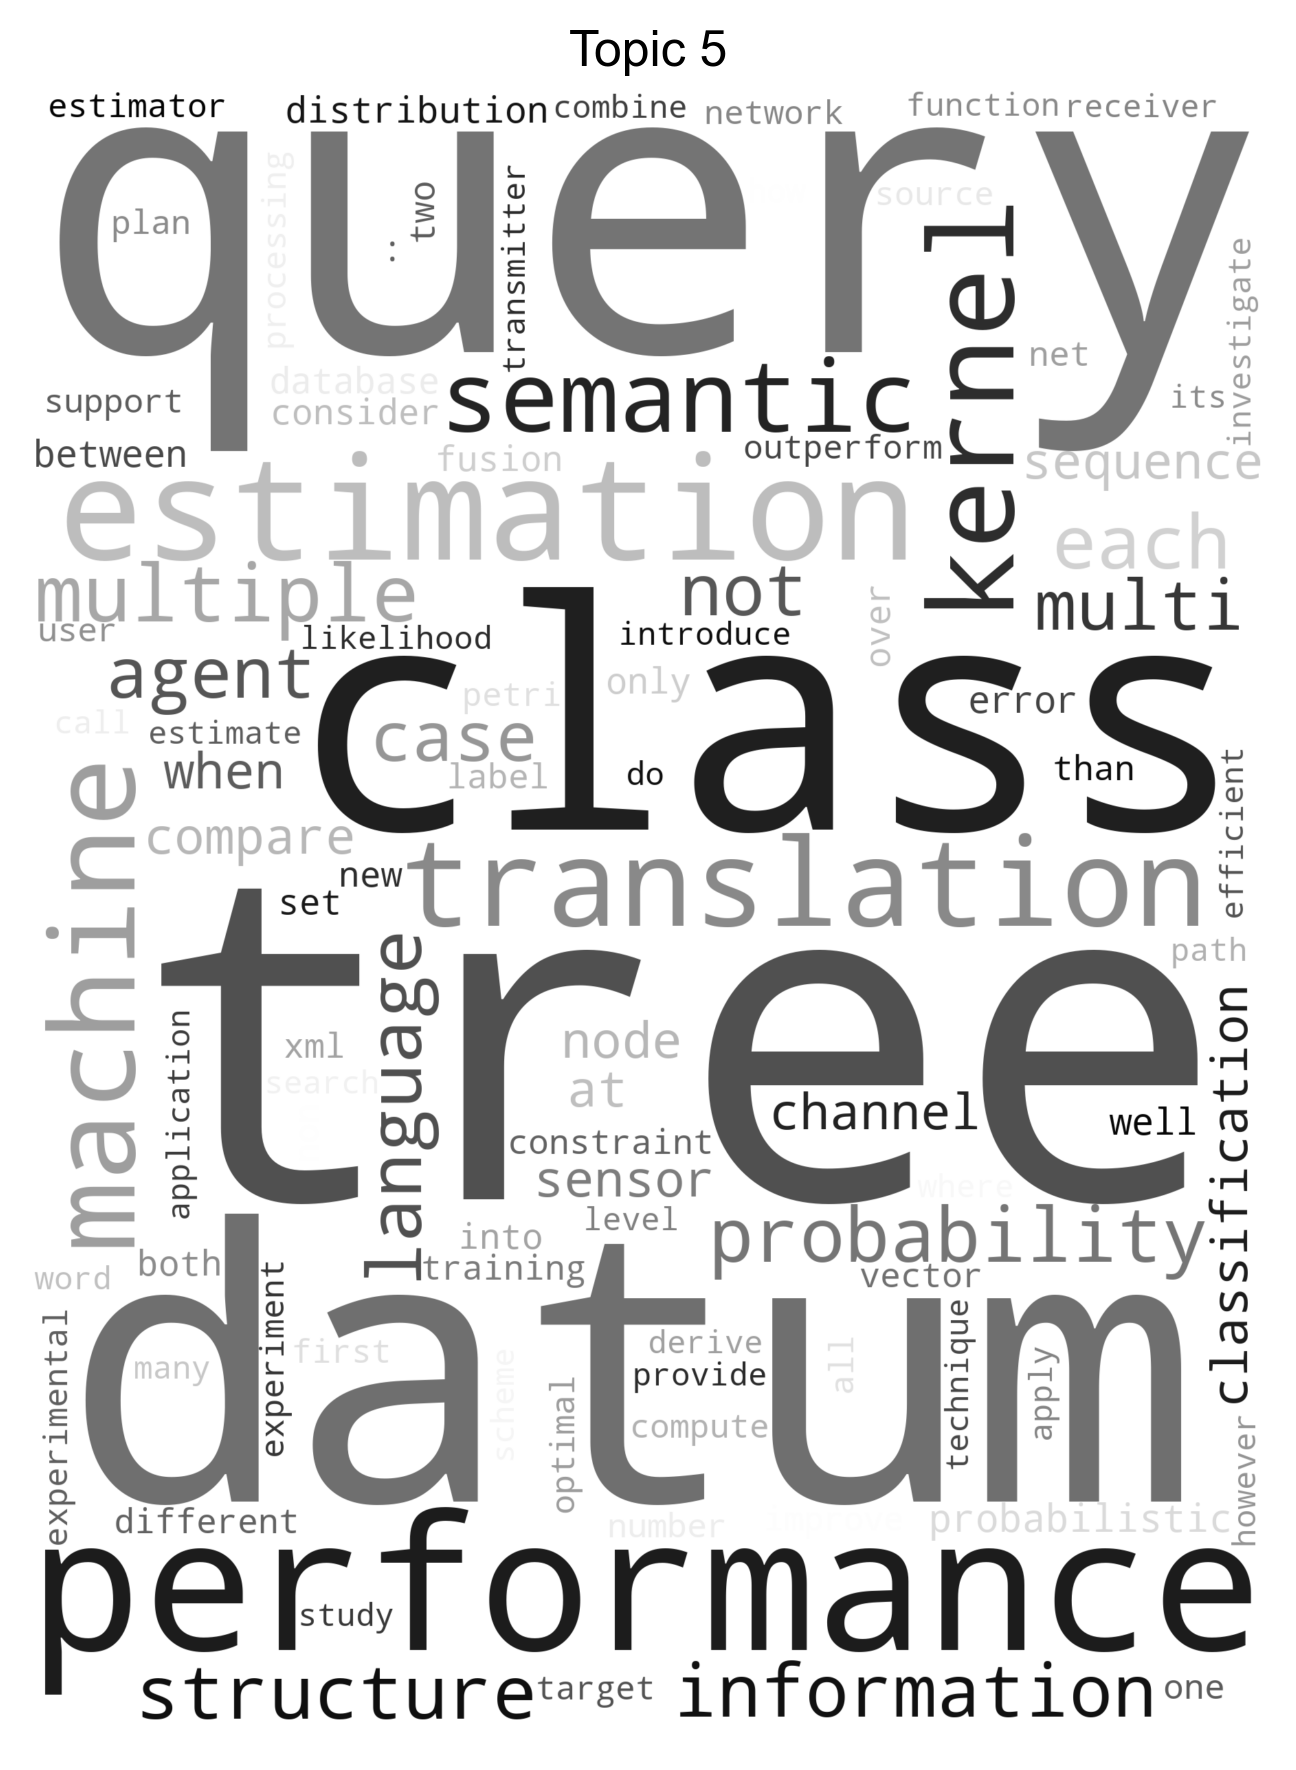 Topic 5
estimator
distribution
combine
network
function
receiver
query
processing
plan
:
two
transmitter
source
kernel
investigate
net
support
database
consider
semantic
its
between
fusion
outperform
sequence
estimation
each
multiple
not
over
multi
user
likelihood
introduce
agent
class
petri
only
error
call
estimate
case
when
label
do
than
efficient
machine
compare
new
translation
set
tree
language
path
application
xml
node
search
at
channel
well
classification
constraint
sensor
where
level
probability
into
both
training
word
vector
datum
experimental
experiment
many
first
scheme
derive
provide
all
technique
apply
optimal
compute
however
different
number
improve
probabilistic
performance
study
structure
target
information
one